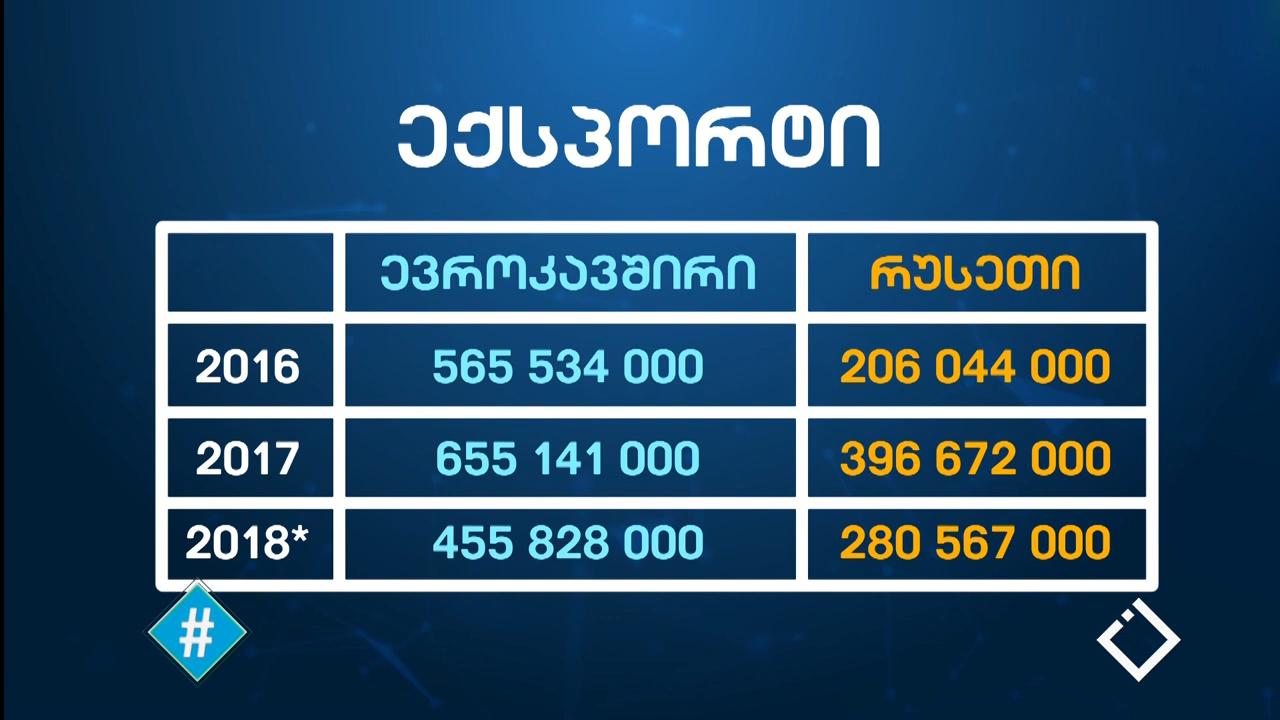 ექსპორტი
ევროკავშირი რუსეთი
2016 565 534 000 206 044 000
2017 655 141 000 396 672 000
2018* 455 828 000 280 567 000
#